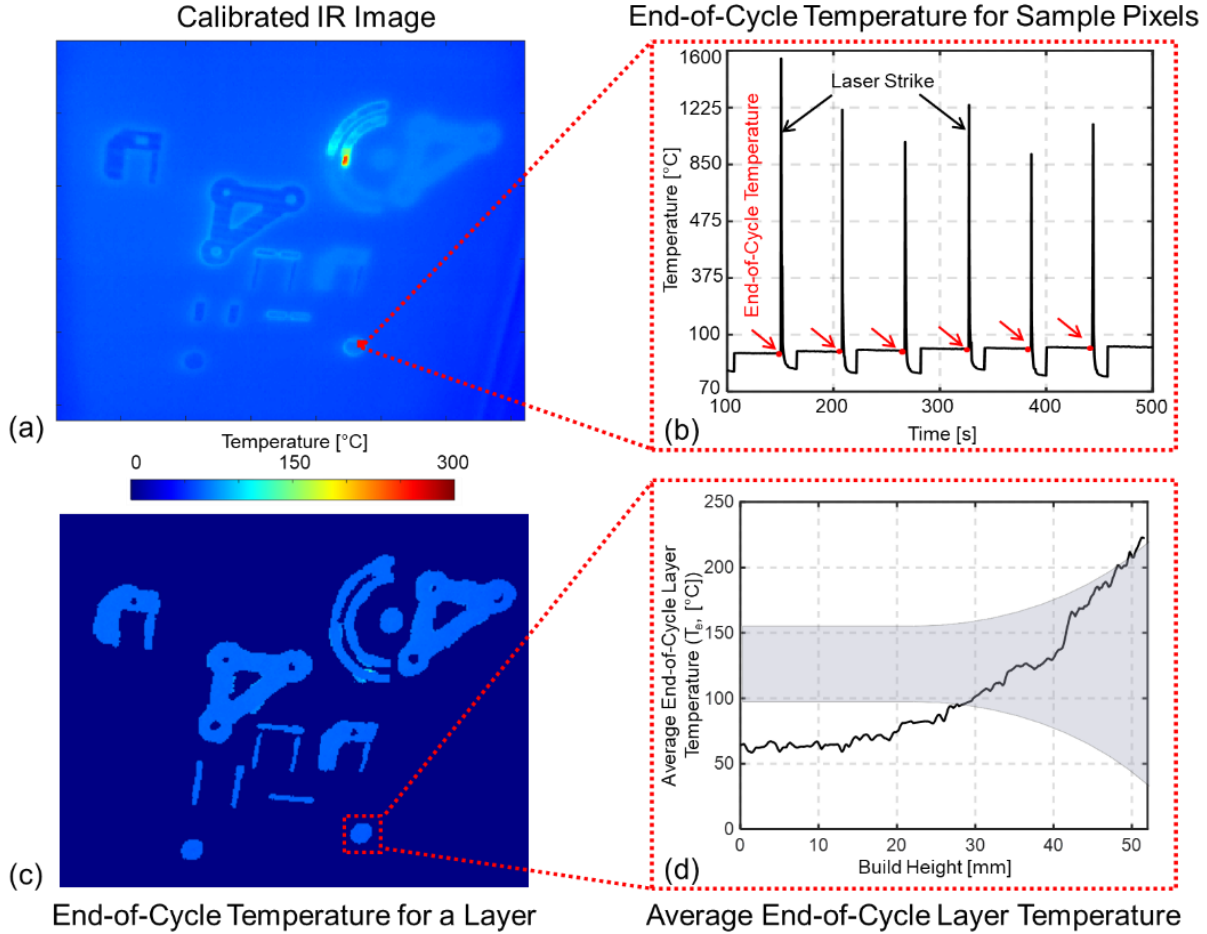 Calibrated IR Image
End-of-Cycle Temperature for Sample Pixels
(a)
Temperature [°C]
0 150 300
1600
1225
850
475
375
100
70
Temperature [°C]
Laser Strike
End-of-Cycle Temperature
100 200 300 400 500
(b)
Time [s]
(c)
End-of-Cycle Temperature for a Layer
250
200
150
100
50
0
Average End-of-Cycle Layer
Temperature (Te, [°C])
0 10 20 30 40 50
(d)
Build Height [mm]
Average End-of-Cycle Layer Temperature